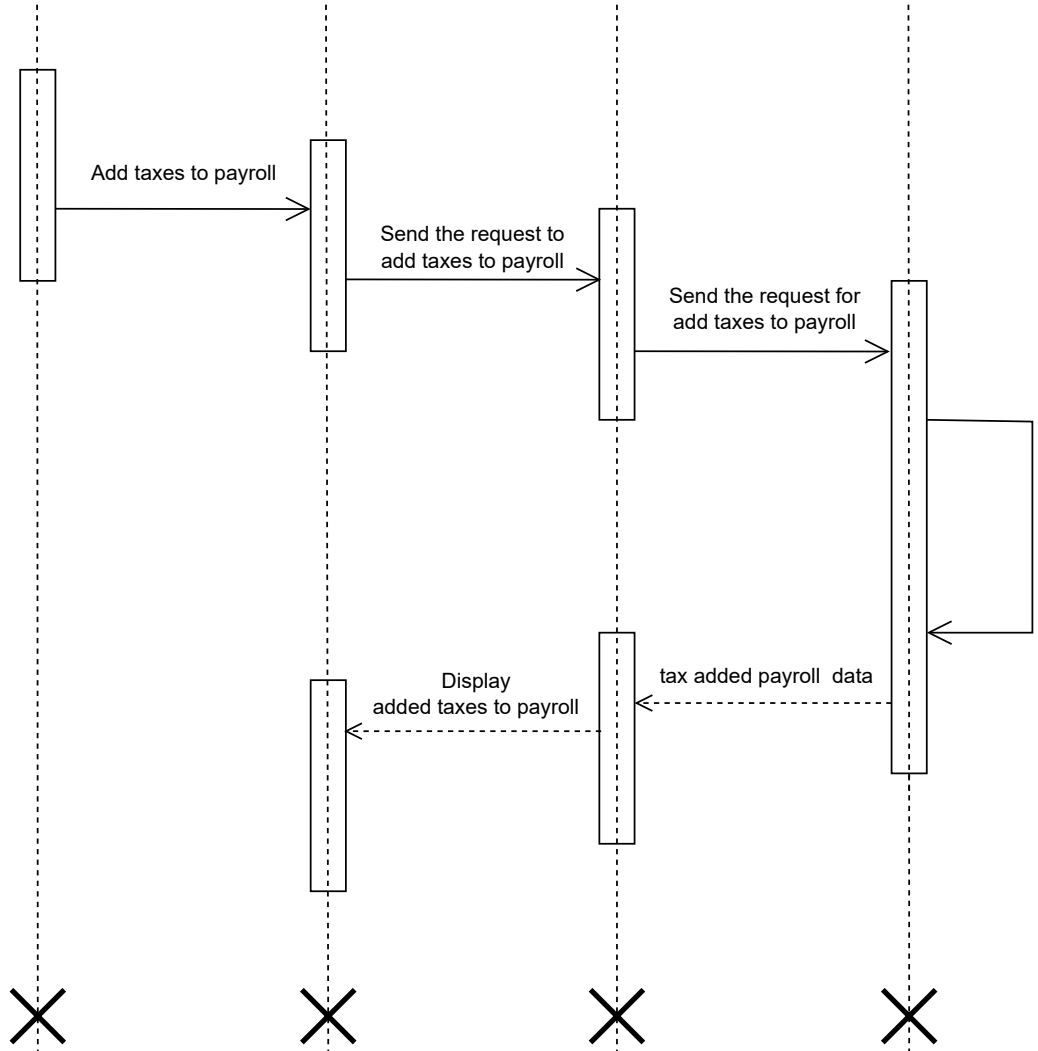 Add taxes to payroll
Send the request to
add taxes to payroll
Send the request for
add taxes to payroll
tax added payroll  data
Display
added taxes to payroll